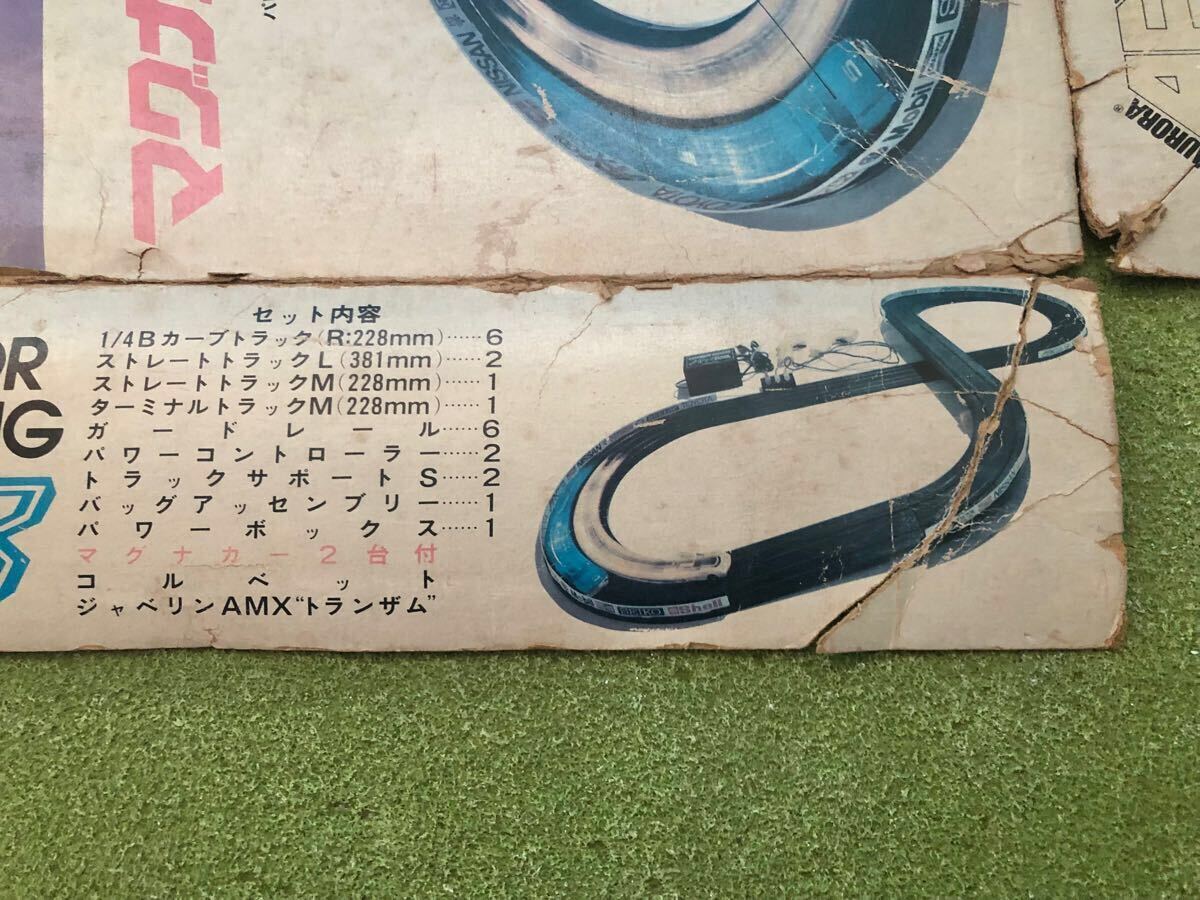 マグナ
NISSAN
TOYOTA
Mobil
AURORA®
OR
NG
セット内容
1/4Bカーブトラック(R:228mm)……6
ストレートトラックL(381mm)……2
ストレートトラックM(228mm)……1
ターミナルトラックM(228mm)……1
ガードレール……6
パワーコントローラー……2
トラックサポートS……2
バッグアッセンブリー……1
パワーボックス……1
マグナカー2台付
コルベット
ジャベリンAMX“トランザム”
SEIKO
Shell